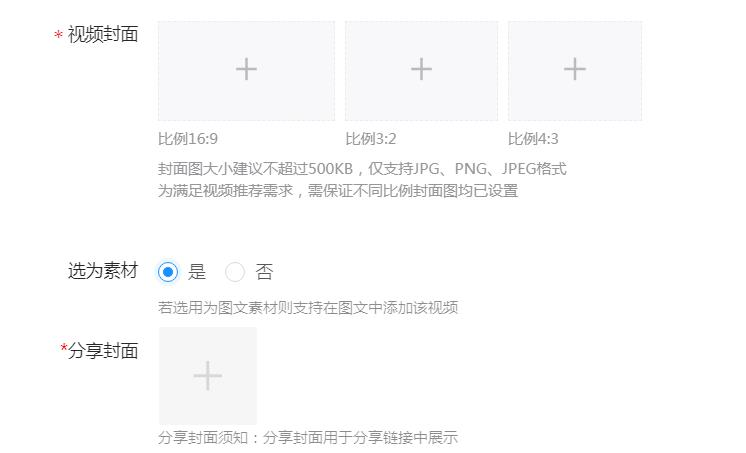 * 视频封面
比例16:9 比例3:2 比例4:3
封面图大小建议不超过500KB，仅支持JPG、PNG、JPEG格式
为满足视频推荐需求，需保证不同比例封面图均已设置
选为素材 是 否
若选用为图文素材则支持在图文中添加该视频
*分享封面
分享封面须知：分享封面用于分享链接中展示